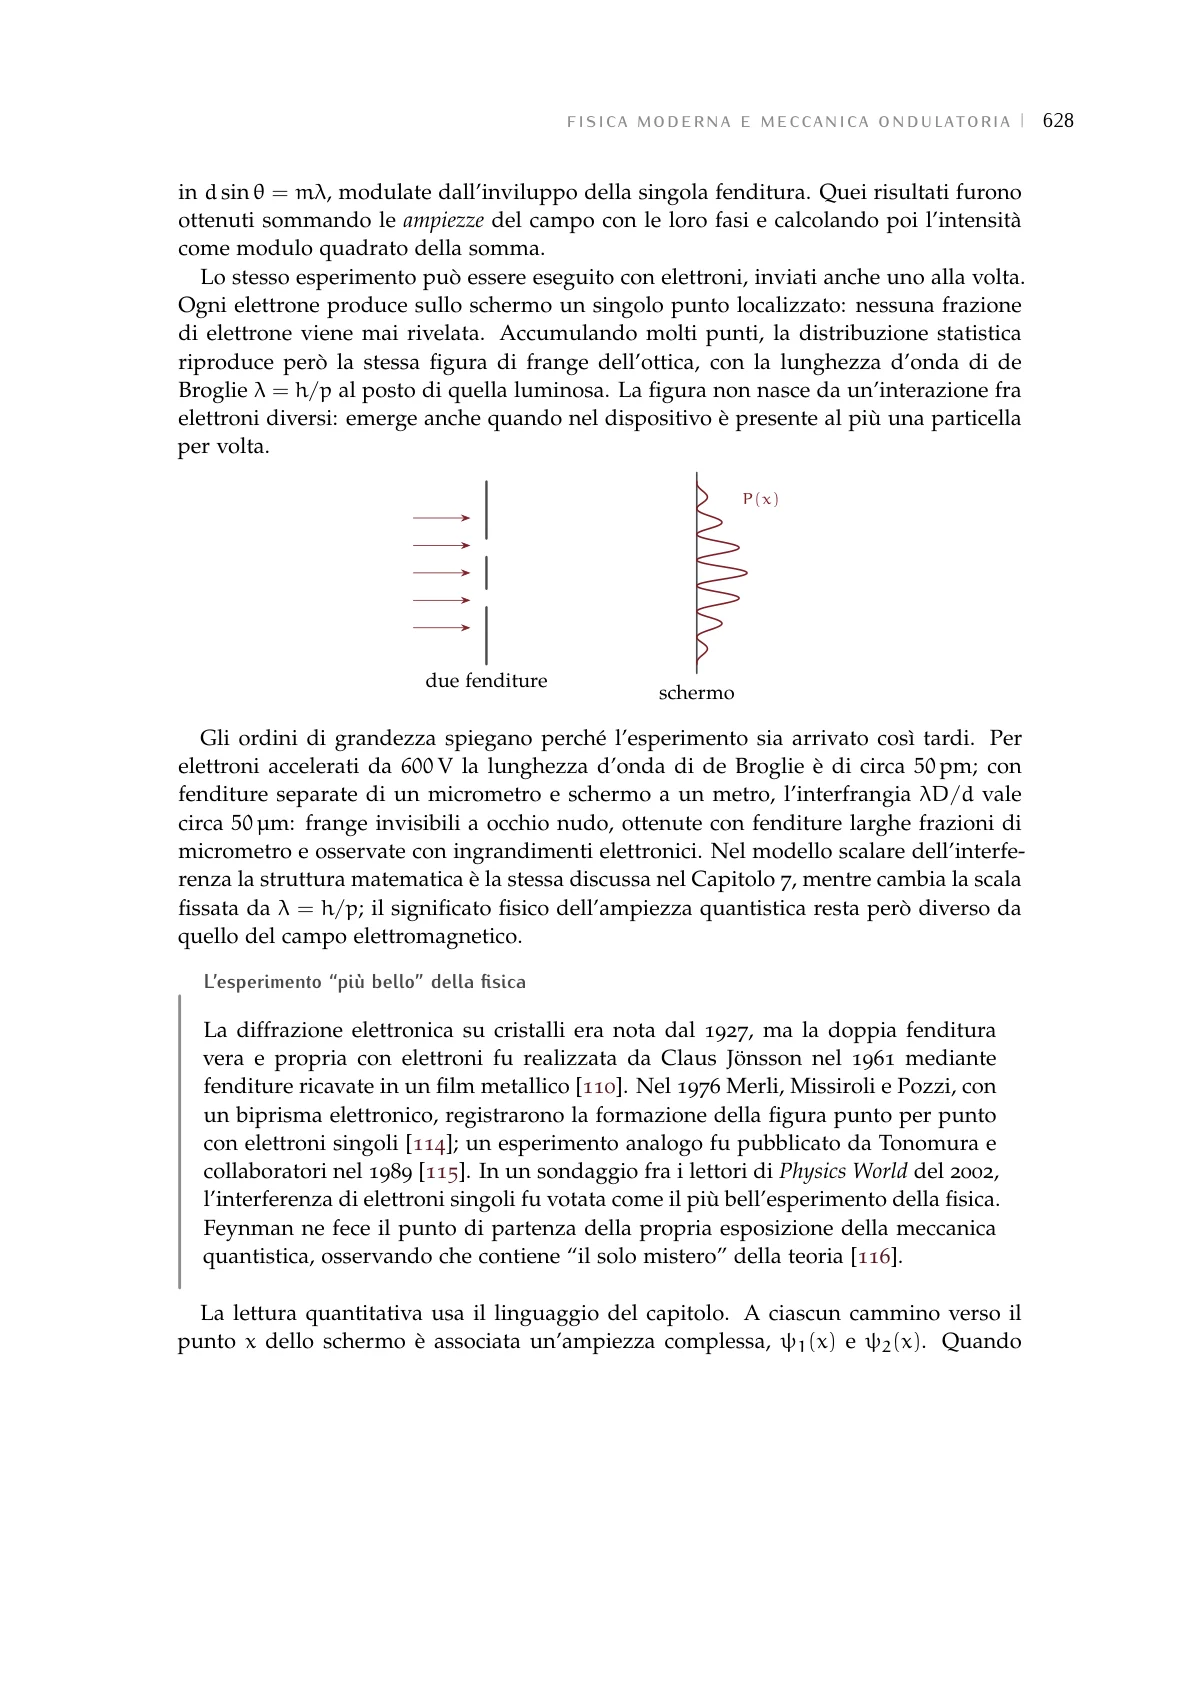 FISICA MODERNA E MECCANICA ONDULATORIA | 628
in d sin θ = mλ, modulate dall'inviluppo della singola fenditura. Quei risultati furono
ottenuti sommando le ampiezze del campo con le loro fasi e calcolando poi l'intensità
come modulo quadrato della somma.
Lo stesso esperimento può essere eseguito con elettroni, inviati anche uno alla volta.
Ogni elettrone produce sullo schermo un singolo punto localizzato: nessuna frazione
di elettrone viene mai rivelata. Accumulando molti punti, la distribuzione statistica
riproduce però la stessa figura di frange dell'ottica, con la lunghezza d'onda di de
Broglie λ = h/p al posto di quella luminosa. La figura non nasce da un'interazione fra
elettroni diversi: emerge anche quando nel dispositivo è presente al più una particella
per volta.
P(x)
due fenditure
schermo
Gli ordini di grandezza spiegano perché l'esperimento sia arrivato così tardi. Per
elettroni accelerati da 600 V la lunghezza d'onda di de Broglie è di circa 50 pm; con
fenditure separate di un micrometro e schermo a un metro, l'interfrangia λD/d vale
circa 50 μm: frange invisibili a occhio nudo, ottenute con fenditure larghe frazioni di
micrometro e osservate con ingrandimenti elettronici. Nel modello scalare dell'interfe-
renza la struttura matematica è la stessa discussa nel Capitolo 7, mentre cambia la scala
fissata da λ = h/p; il significato fisico dell'ampiezza quantistica resta però diverso da
quello del campo elettromagnetico.
L'esperimento “più bello” della fisica
La diffrazione elettronica su cristalli era nota dal 1927, ma la doppia fenditura
vera e propria con elettroni fu realizzata da Claus Jönsson nel 1961 mediante
fenditure ricavate in un film metallico [110]. Nel 1976 Merli, Missiroli e Pozzi, con
un biprisma elettronico, registrarono la formazione della figura punto per punto
con elettroni singoli [114]; un esperimento analogo fu pubblicato da Tonomura e
collaboratori nel 1989 [115]. In un sondaggio fra i lettori di Physics World del 2002,
l'interferenza di elettroni singoli fu votata come il più bell'esperimento della fisica.
Feynman ne fece il punto di partenza della propria esposizione della meccanica
quantistica, osservando che contiene “il solo mistero” della teoria [116].
La lettura quantitativa usa il linguaggio del capitolo. A ciascun cammino verso il
punto x dello schermo è associata un'ampiezza complessa, ψ₁(x) e ψ₂(x). Quando